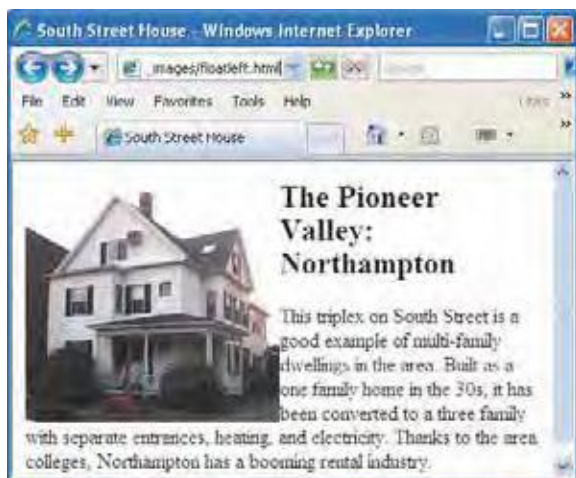 South Street House - Windows Internet Explorer
_images/floatleft.html
File Edit View Favorites Tools Help
South Street House
The Pioneer
Valley:
Northampton
This triplex on South Street is a
good example of multi-family
dwellings in the area. Built as a
one family home in the 30s, it has
been converted to a three family
with separate entrances, heating, and electricity. Thanks to the area
colleges, Northampton has a booming rental industry.